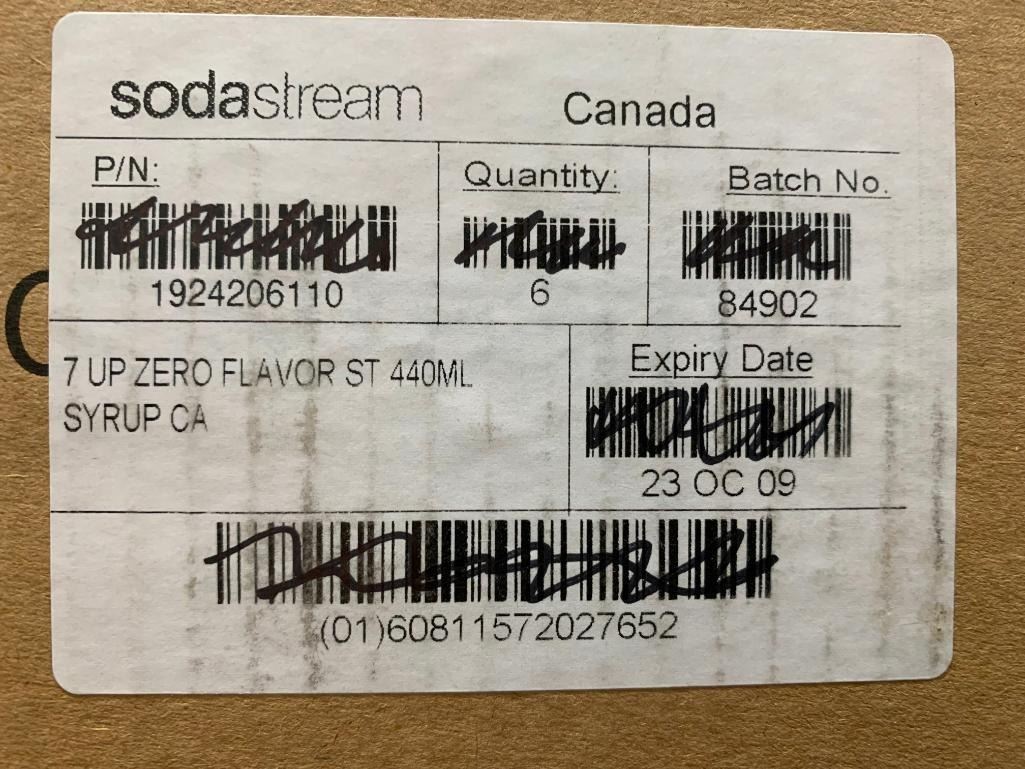 sodastream Canada
P/N: Quantity: Batch No.
1924206110 6 84902
7 UP ZERO FLAVOR ST 440ML
SYRUP CA
Expiry Date
23 OC 09
(01)60811572027652